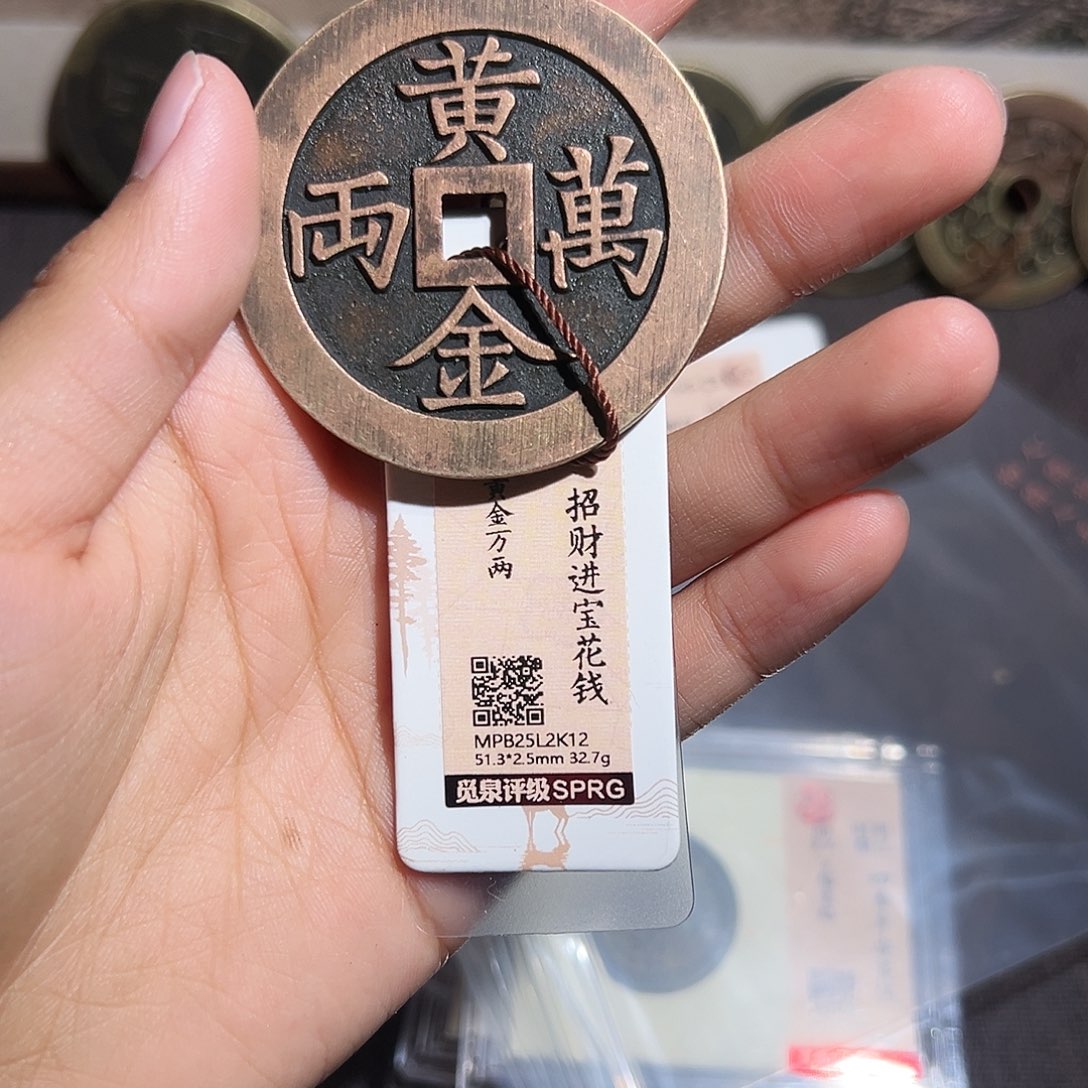 黃金萬兩
招财进宝花钱
黄金万两
MPB25L2K12
51.3*2.5mm 32.7g
觅泉评级SPRG